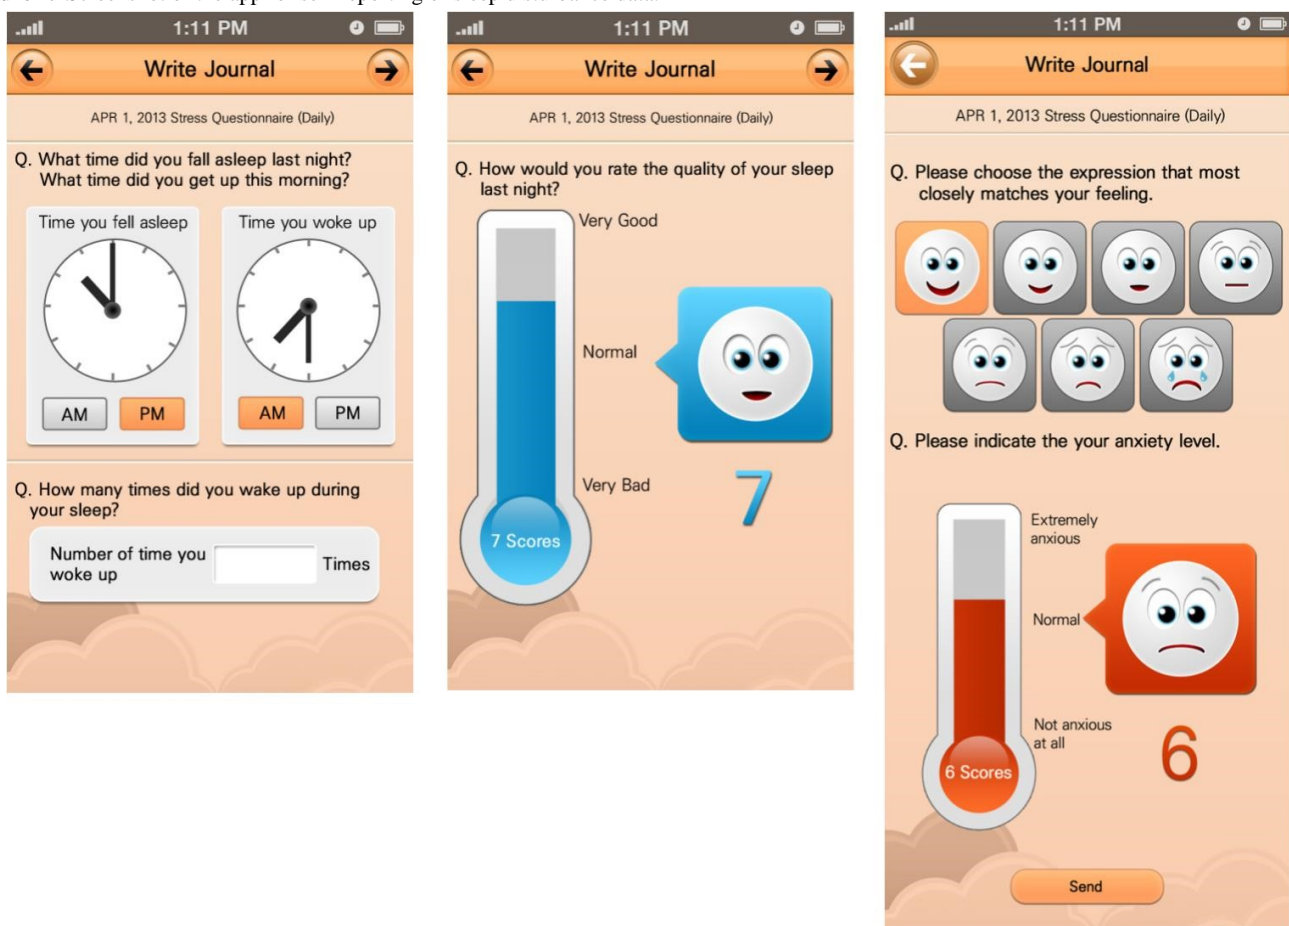 1:11 PM
Write Journal
APR 1, 2013 Stress Questionnaire (Daily)
Q. What time did you fall asleep last night?
What time did you get up this morning?
Time you fell asleep
Time you woke up
AM
PM
AM
PM
Q. How many times did you wake up during
your sleep?
Number of time you
woke up
Times
1:11 PM
Write Journal
APR 1, 2013 Stress Questionnaire (Daily)
Q. How would you rate the quality of your sleep
last night?
Very Good
Normal
Very Bad
7 Scores
7
1:11 PM
Write Journal
APR 1, 2013 Stress Questionnaire (Daily)
Q. Please choose the expression that most
closely matches your feeling.
Q. Please indicate the your anxiety level.
Extremely
anxious
Normal
Not anxious
at all
6 Scores
6
Send